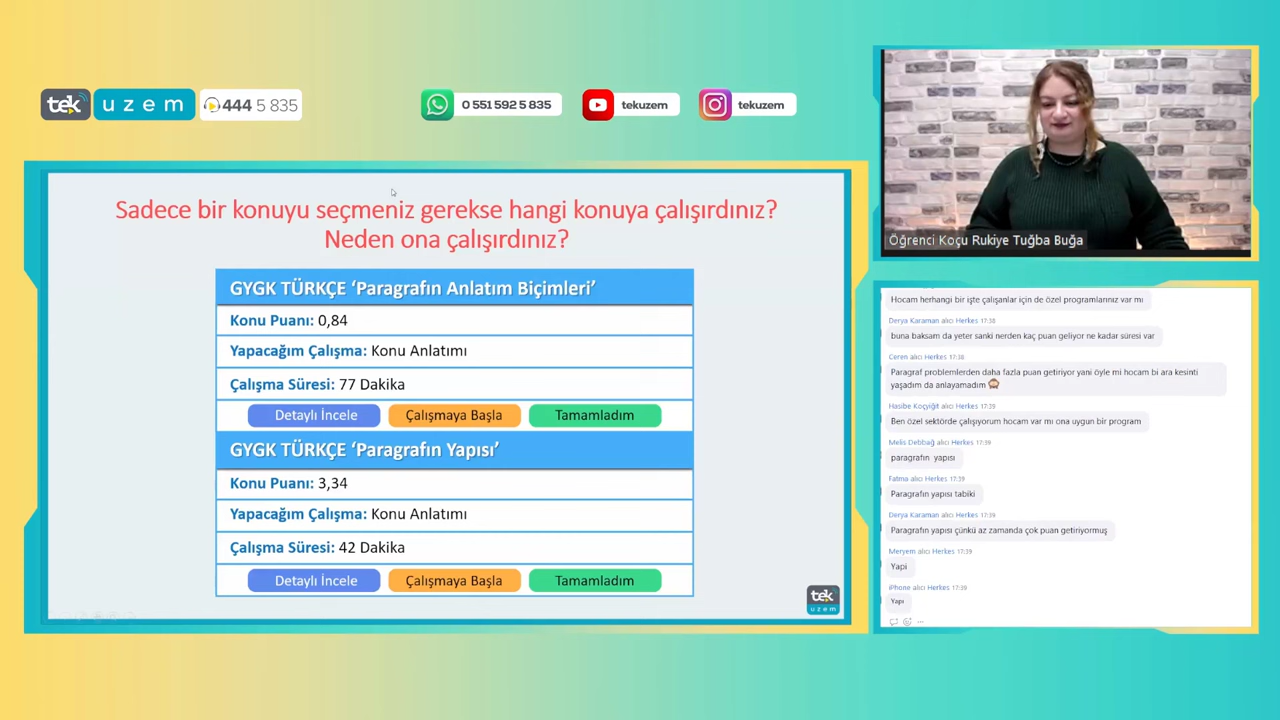 tek uzem 444 5 835
0 551 592 5 835
tekuzem
tekuzem
Sadece bir konuyu seçmeniz gerekse hangi konuya çalışırdınız?
Neden ona çalışırdınız?
GYGK TÜRKÇE ‘Paragrafın Anlatım Biçimleri’
Konu Puanı: 0,84
Yapacağım Çalışma: Konu Anlatımı
Çalışma Süresi: 77 Dakika
Detaylı İncele Çalışmaya Başla Tamamladım
GYGK TÜRKÇE ‘Paragrafın Yapısı’
Konu Puanı: 3,34
Yapacağım Çalışma: Konu Anlatımı
Çalışma Süresi: 42 Dakika
Detaylı İncele Çalışmaya Başla Tamamladım
tek
uzem
Öğrenci Koçu Rukiye Tuğba Buğa
Hocam herhangi bir işte çalışanlar için de özel programlarınız var mı
Derya Karaman alıcı Herkes 17:38
buna baksam da yeter sanki nerden kaç puan geliyor ne kadar süresi var
Ceren alıcı Herkes 17:38
Paragraf problemlerden daha fazla puan getiriyor yani öyle mi hocam bi ara kesinti
yaşadım da anlayamadım
Hasibe Koçyiğit alıcı Herkes 17:39
Ben özel sektörde çalışıyorum hocam var mı ona uygun bir program
Melis Debbağ alıcı Herkes 17:39
paragrafın yapısı
Fatma alıcı Herkes 17:39
Paragrafın yapısı tabiki
Derya Karaman alıcı Herkes 17:39
Paragrafın yapısı çünkü az zamanda çok puan getiriyormuş
Meryem alıcı Herkes 17:39
Yapi
iPhone alıcı Herkes 17:39
Yapı